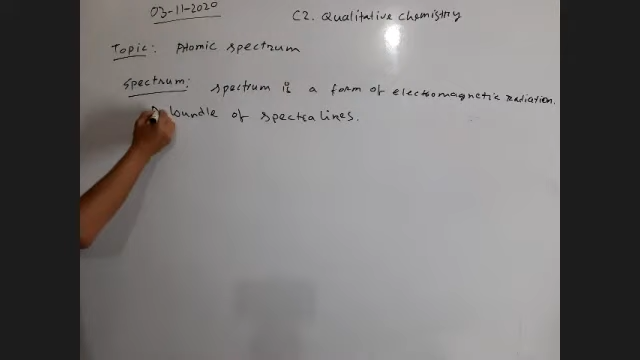 03-11-2020
C2. Qualitative chemistry
Topic: Atomic spectrum
Spectrum: spectrum is a form of electromagnetic radiation.
bundle of spectra lines.